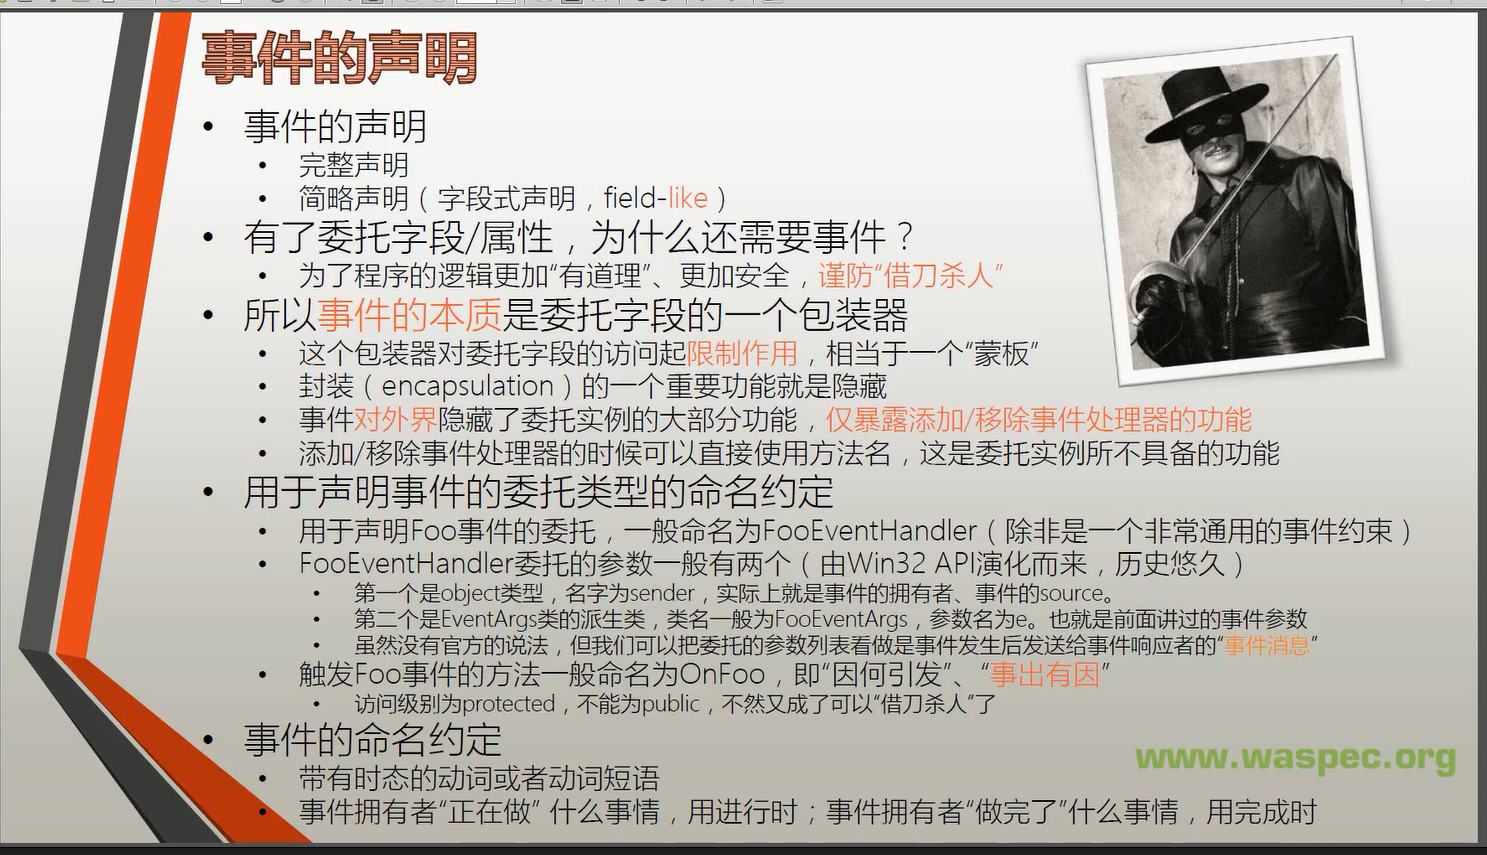 事件的声明
• 事件的声明
• 完整声明
• 简略声明（字段式声明，field-like）
• 有了委托字段/属性，为什么还需要事件？
• 为了程序的逻辑更加“有道理”、更加安全，谨防“借刀杀人”
• 所以事件的本质是委托字段的一个包装器
• 这个包装器对委托字段的访问起限制作用，相当于一个“蒙板”
• 封装（encapsulation）的一个重要功能就是隐藏
• 事件对外界隐藏了委托实例的大部分功能，仅暴露添加/移除事件处理器的功能
• 添加/移除事件处理器的时候可以直接使用方法名，这是委托实例所不具备的功能
• 用于声明事件的委托类型的命名约定
• 用于声明Foo事件的委托，一般命名为FooEventHandler（除非是一个非常通用的事件约束）
• FooEventHandler委托的参数一般有两个（由Win32 API演化而来，历史悠久）
• 第一个是object类型，名字为sender，实际上就是事件的拥有者、事件的source。
• 第二个是EventArgs类的派生类，类名一般为FooEventArgs，参数名为e。也就是前面讲过的事件参数
• 虽然没有官方的说法，但我们可以把委托的参数列表看做是事件发生后发送给事件响应者的“事件消息”
• 触发Foo事件的方法一般命名为OnFoo，即“因何引发”、“事出有因”
• 访问级别为protected，不能为public，不然又成了可以“借刀杀人”了
• 事件的命名约定
• 带有时态的动词或者动词短语
• 事件拥有者“正在做” 什么事情，用进行时；事件拥有者“做完了”什么事情，用完成时
www.waspec.org